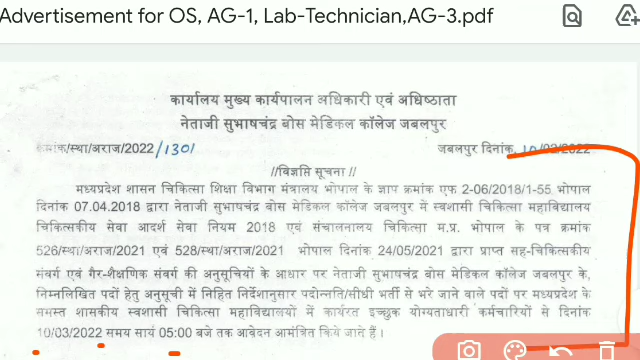 Advertisement for OS, AG-1, Lab-Technician,AG-3.pdf
कार्यालय मुख्य कार्यपालन अधिकारी एवं अधिष्ठाता
नेताजी सुभाषचंद्र बोस मेडिकल कॉलेज जबलपुर
क्रमांक/स्था/अराज/2022/1301 जबलपुर दिनांक, 10/02/2022
//विज्ञप्ति सूचना//
मध्यप्रदेश शासन चिकित्सा शिक्षा विभाग मंत्रालय भोपाल के ज्ञाप क्रमांक एफ 2-06/2018/1-55 भोपाल
दिनांक 07.04.2018 द्वारा नेताजी सुभाषचंद्र बोस मेडिकल कॉलेज जबलपुर में स्वशासी चिकित्सा महाविद्यालय
चिकित्सकीय सेवा आदर्श सेवा नियम 2018 एवं संचालनालय चिकित्सा म.प्र. भोपाल के पत्र क्रमांक
526/स्था/अराज/2021 एवं 528/स्था/अराज/2021 भोपाल दिनांक 24/05/2021 द्वारा प्राप्त सह-चिकित्सकीय
संवर्ग एवं गैर-शैक्षणिक संवर्ग की अनुसूचियों के आधार पर नेताजी सुभाषचंद्र बोस मेडिकल कॉलेज जबलपुर के,
निम्नलिखित पदों हेतु अनुसूची में निहित निर्देशानुसार पदोन्नति/सीधी भर्ती से भरे जाने वाले पदों पर मध्यप्रदेश के
समस्त शासकीय स्वशासी चिकित्सा महाविद्यालयों में कार्यरत इच्छुक योग्यताधारी कर्मचारियों से दिनांक
10/03/2022 समय सायं 05:00 बजे तक आवेदन आमंत्रित किये जाते हैं।